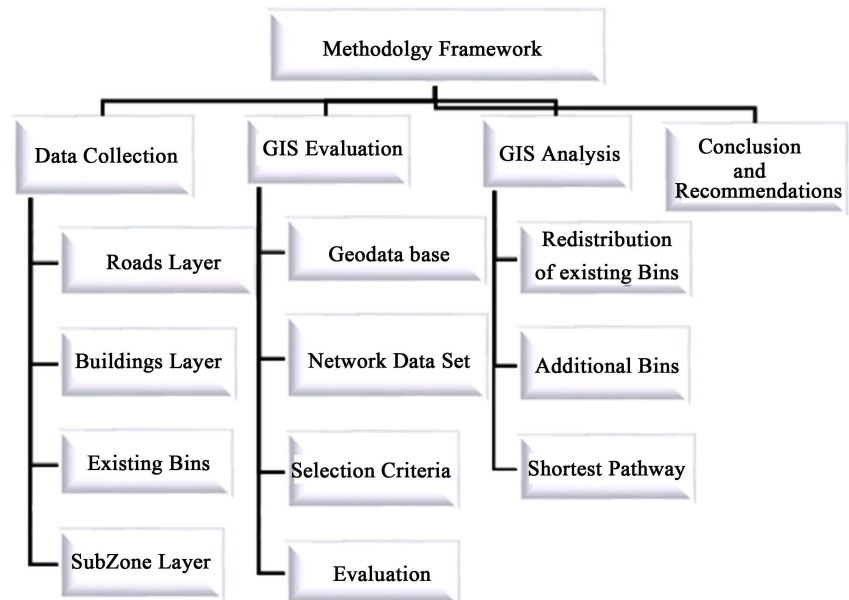 Methodolgy Framework
Data Collection
GIS Evaluation
GIS Analysis
Conclusion
and
Recommendations
Roads Layer
Buildings Layer
Existing Bins
SubZone Layer
Geodata base
Network Data Set
Selection Criteria
Evaluation
Redistribution
of existing Bins
Additional Bins
Shortest Pathway